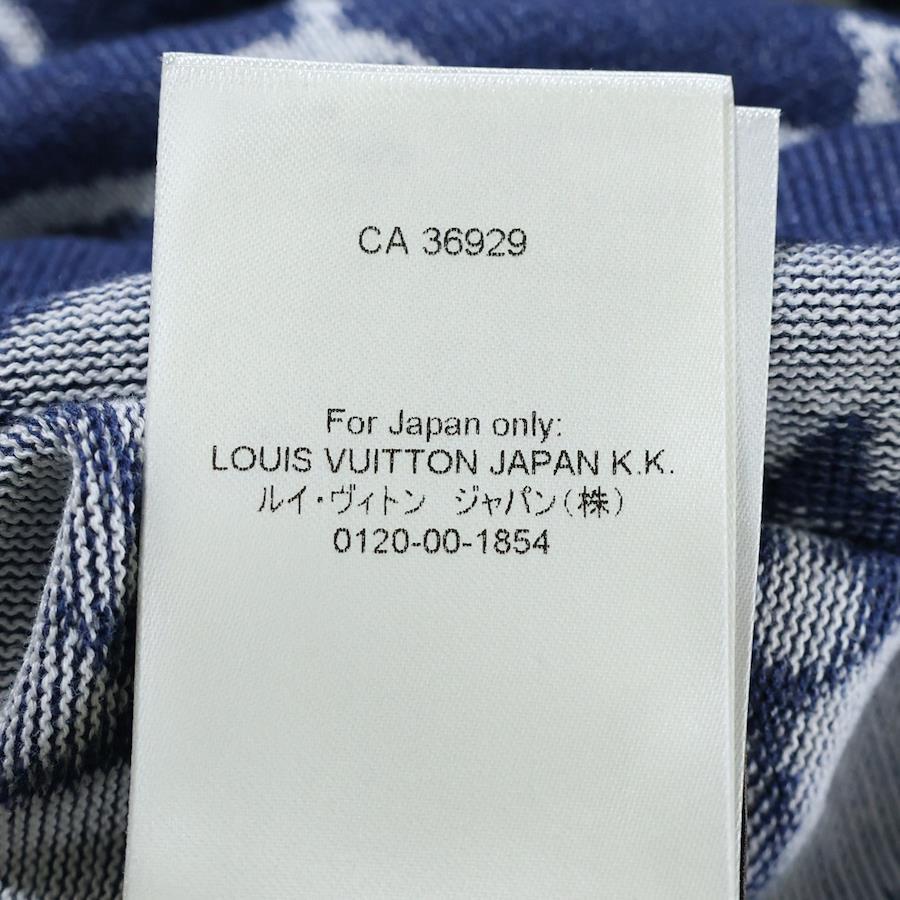 CA 36929
For Japan only:
LOUIS VUITTON JAPAN K.K.
ルイ・ヴィトン　ジャパン(株)
0120-00-1854